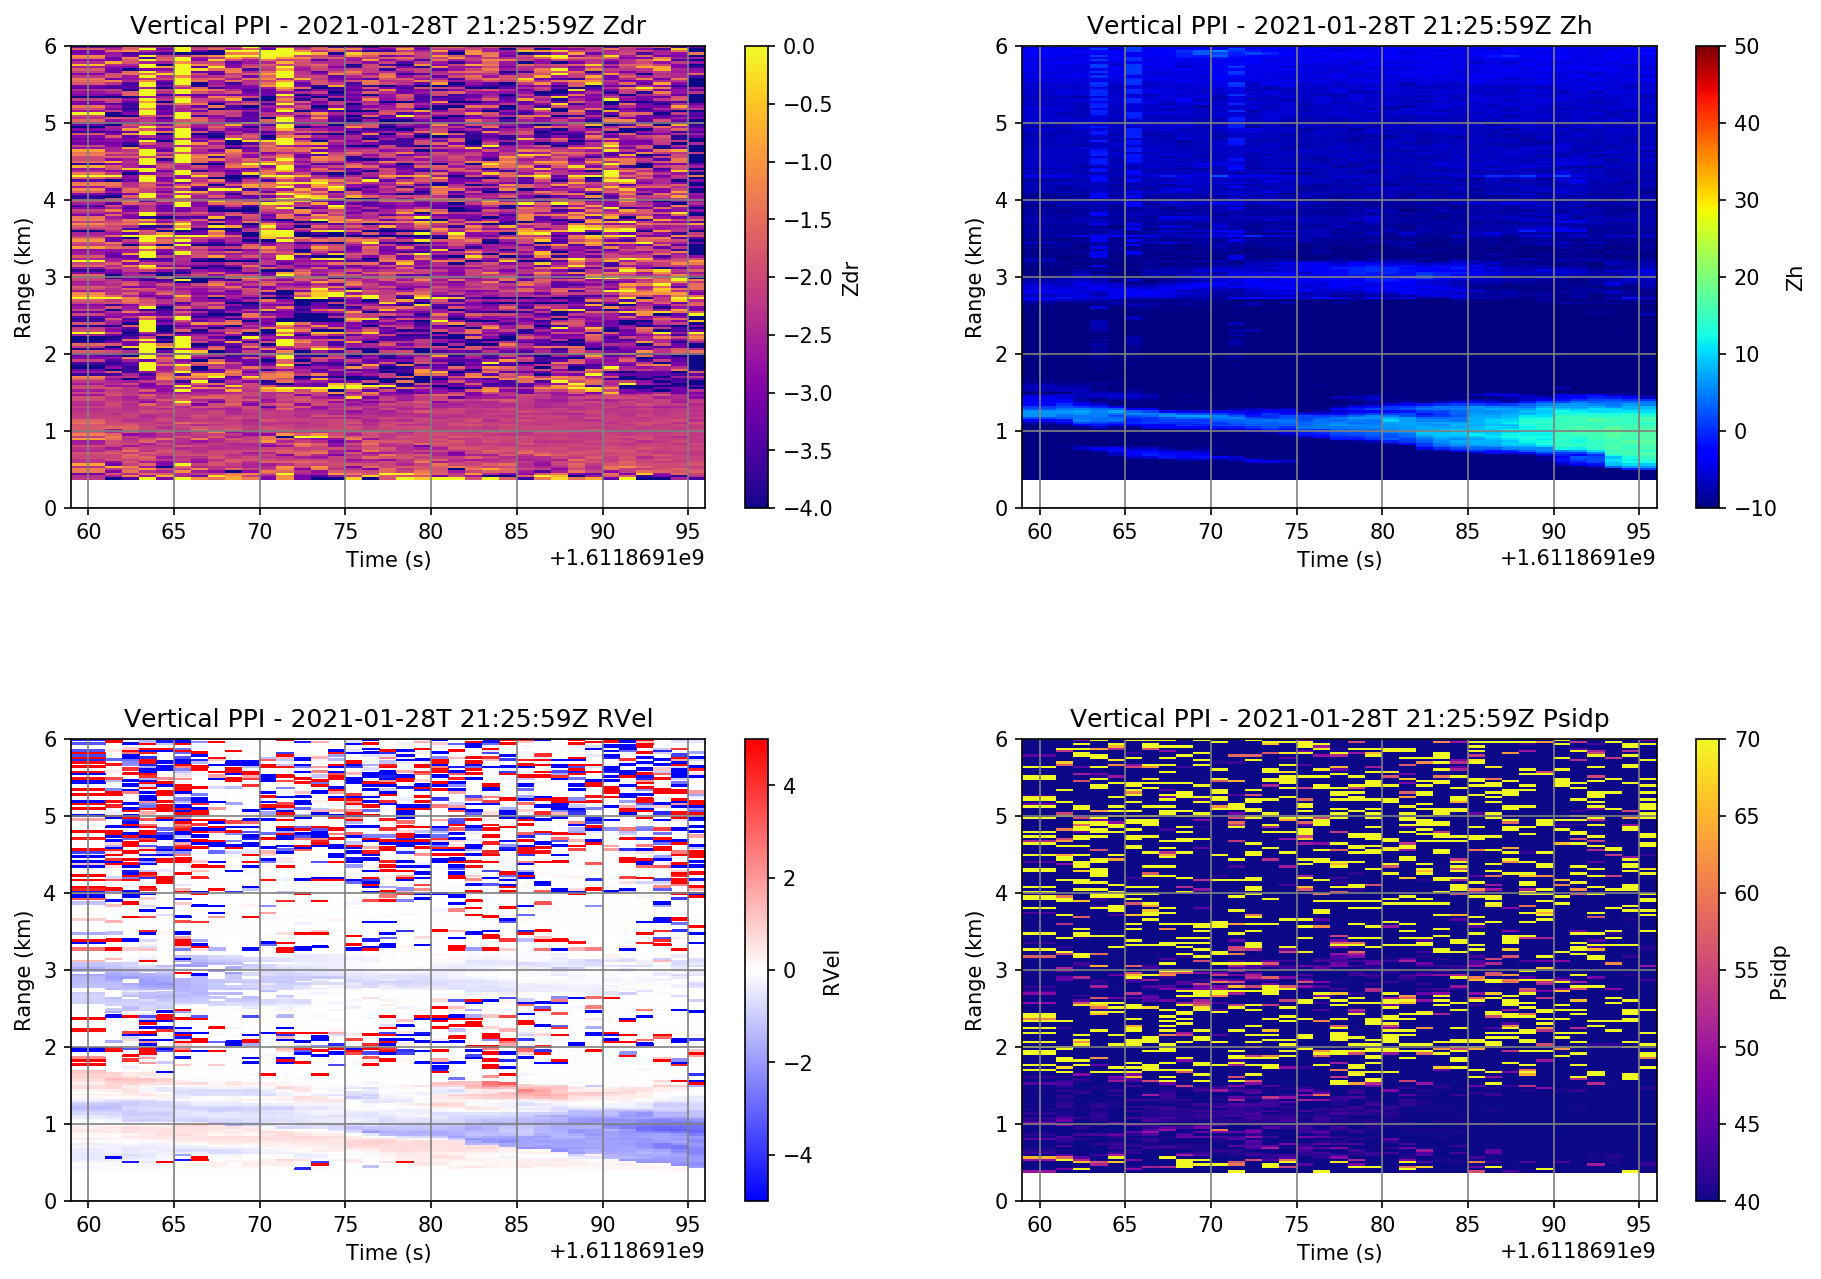 Vertical PPI - 2021-01-28T 21:25:59Z Zdr
6
5
4
3
2
1
0
Range (km)
60 65 70 75 80 85 90 95
Time (s)
+1.6118691e9
0.0
−0.5
−1.0
−1.5
−2.0
−2.5
−3.0
−3.5
−4.0
Zdr
Vertical PPI - 2021-01-28T 21:25:59Z Zh
6
5
4
3
2
1
0
Range (km)
60 65 70 75 80 85 90 95
Time (s)
+1.6118691e9
50
40
30
20
10
0
−10
Zh
Vertical PPI - 2021-01-28T 21:25:59Z RVel
6
5
4
3
2
1
0
Range (km)
60 65 70 75 80 85 90 95
Time (s)
+1.6118691e9
4
2
0
−2
−4
RVel
Vertical PPI - 2021-01-28T 21:25:59Z Psidp
6
5
4
3
2
1
0
Range (km)
60 65 70 75 80 85 90 95
Time (s)
+1.6118691e9
70
65
60
55
50
45
40
Psidp